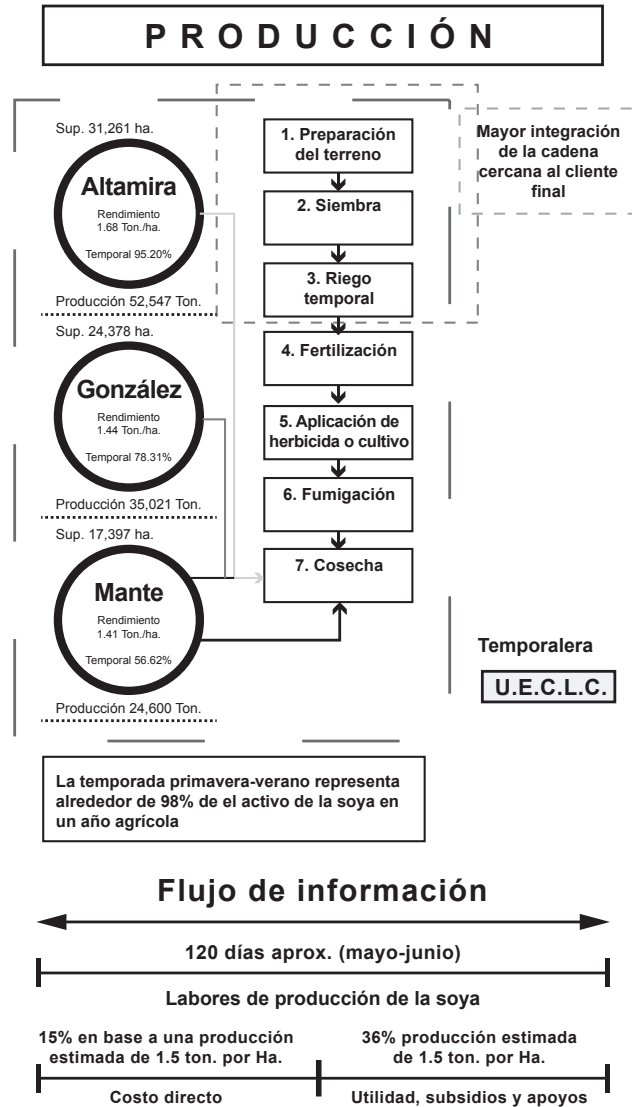 PRODUCCIÓN
Sup. 31,261 ha.
Altamira
Rendimiento
1.68 Ton./ha.
Temporal 95.20%
Producción 52,547 Ton.
Sup. 24,378 ha.
González
Rendimiento
1.44 Ton./ha.
Temporal 78.31%
Producción 35,021 Ton.
Sup. 17,397 ha.
Mante
Rendimiento
1.41 Ton./ha.
Temporal 56.62%
Producción 24,600 Ton.
1. Preparación
del terreno
2. Siembra
3. Riego
temporal
4. Fertilización
5. Aplicación de
herbicida o cultivo
6. Fumigación
7. Cosecha
Mayor integración
de la cadena
cercana al cliente
final
Temporalera
U.E.C.L.C.
La temporada primavera-verano representa
alrededor de 98% de el activo de la soya en
un año agrícola
Flujo de información
120 días aprox. (mayo-junio)
Labores de producción de la soya
15% en base a una producción
estimada de 1.5 ton. por Ha.
36% producción estimada
de 1.5 ton. por Ha.
Costo directo
Utilidad, subsidios y apoyos